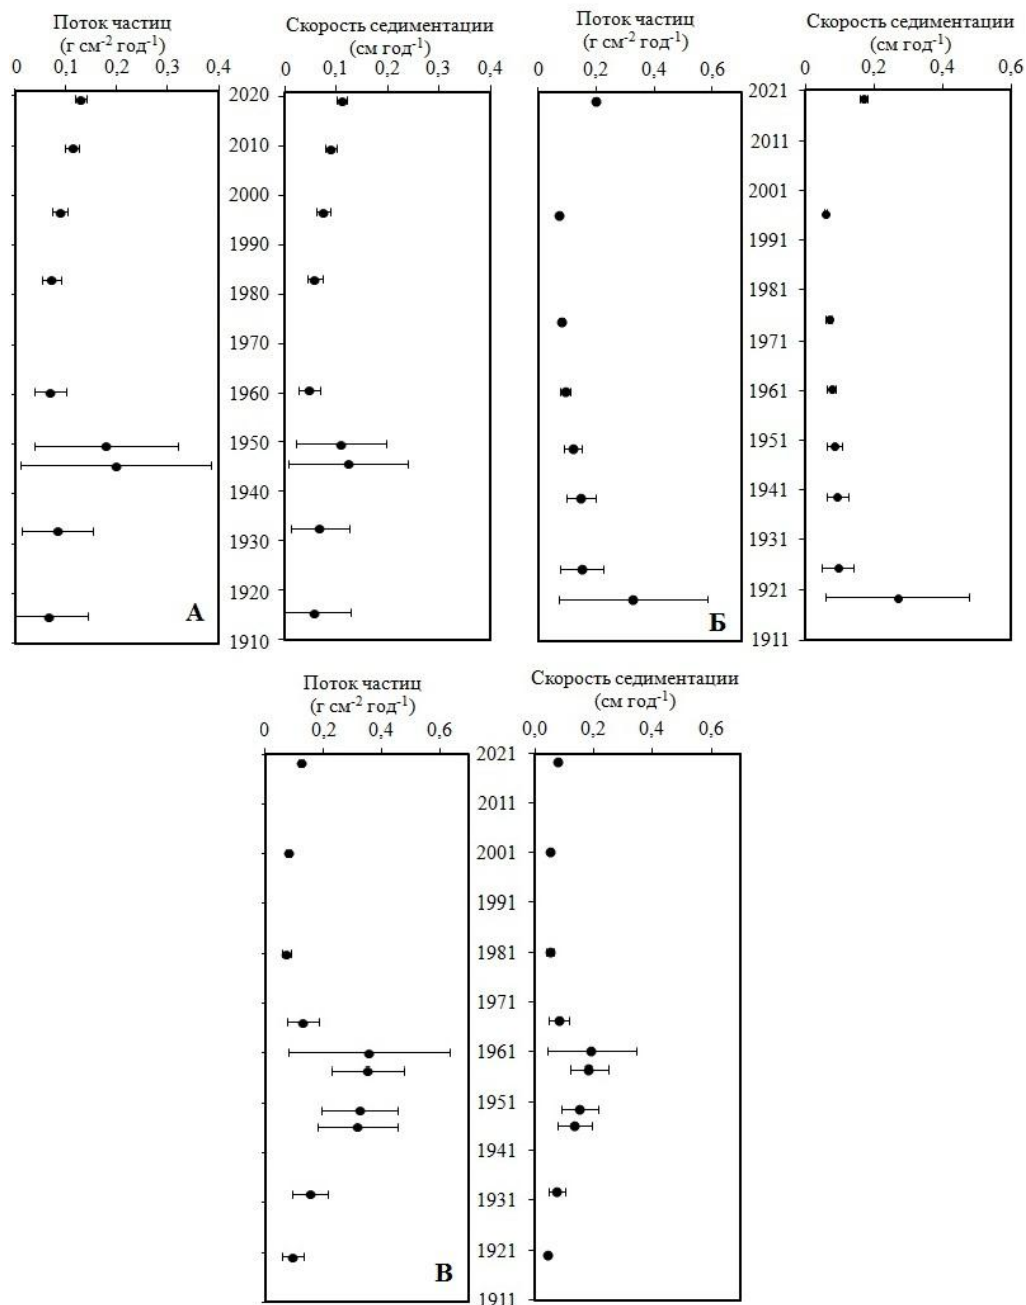 Поток частиц
(г см-2 год-1)
0 0,1 0,2 0,3 0,4
Скорость седиментации
(см год-1)
0 0,1 0,2 0,3 0,4
2020
2010
2000
1990
1980
1970
1960
1950
1940
1930
1920
1910
А
Поток частиц
(г см-2 год-1)
0 0,2 0,4 0,6
Скорость седиментации
(см год-1)
0 0,2 0,4 0,6
2021
2011
2001
1991
1981
1971
1961
1951
1941
1931
1921
1911
Б
Поток частиц
(г см-2 год-1)
0 0,2 0,4 0,6
Скорость седиментации
(см год-1)
0 0,2 0,4 0,6
2021
2011
2001
1991
1981
1971
1961
1951
1941
1931
1921
1911
В